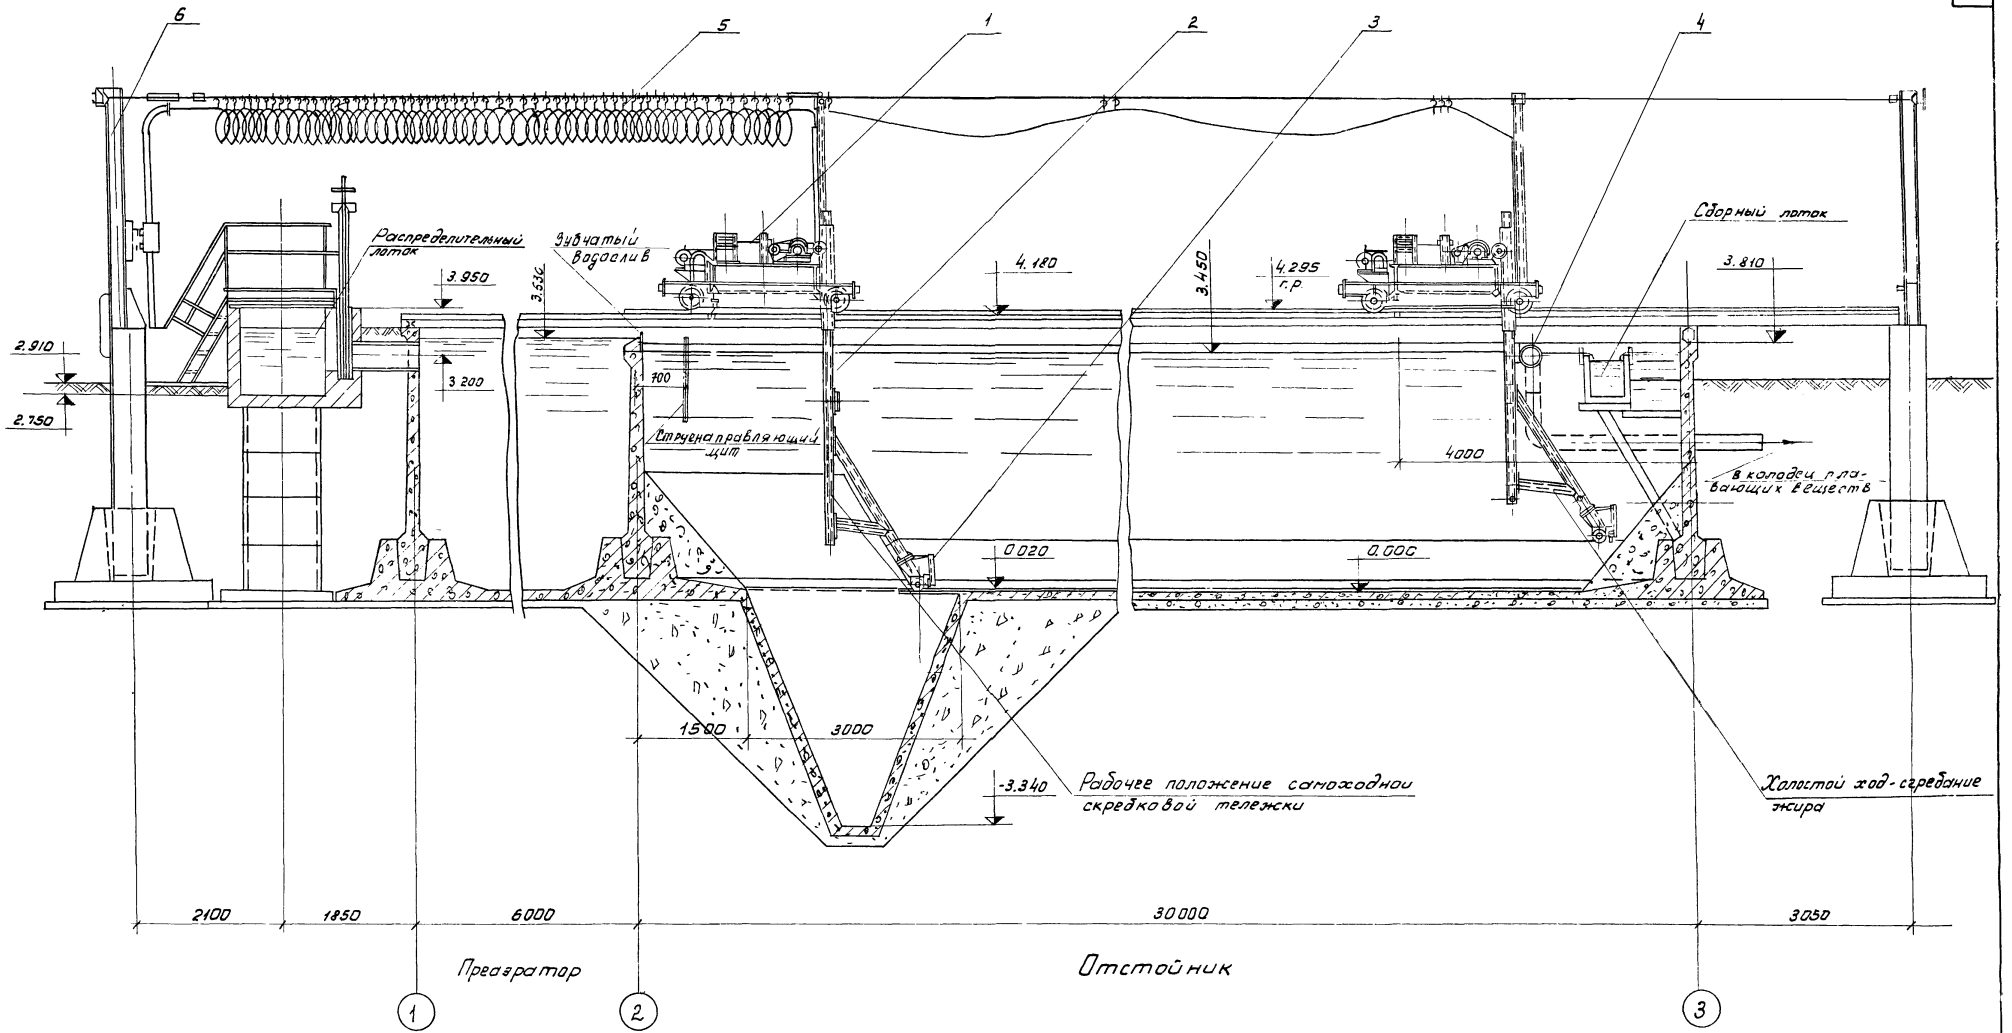 6
5
1
2
3
4
Распределительный
лоток
Зубчатый
водослив
Сборный лоток
3.950
3.530
4.180
3.450
4.295
г.р.
3.810
2.910
2.750
3.200
700
Струенаправляющий
щит
4000
в колодец пла-
вающих веществ
0.020
0.000
1500
3000
-3.340
Рабочее положение самоходной
скребковой тележки
Холостой ход-сгребание
жира
2100
1850
6000
30000
3050
Преаэратор
Отстойник
1
2
3